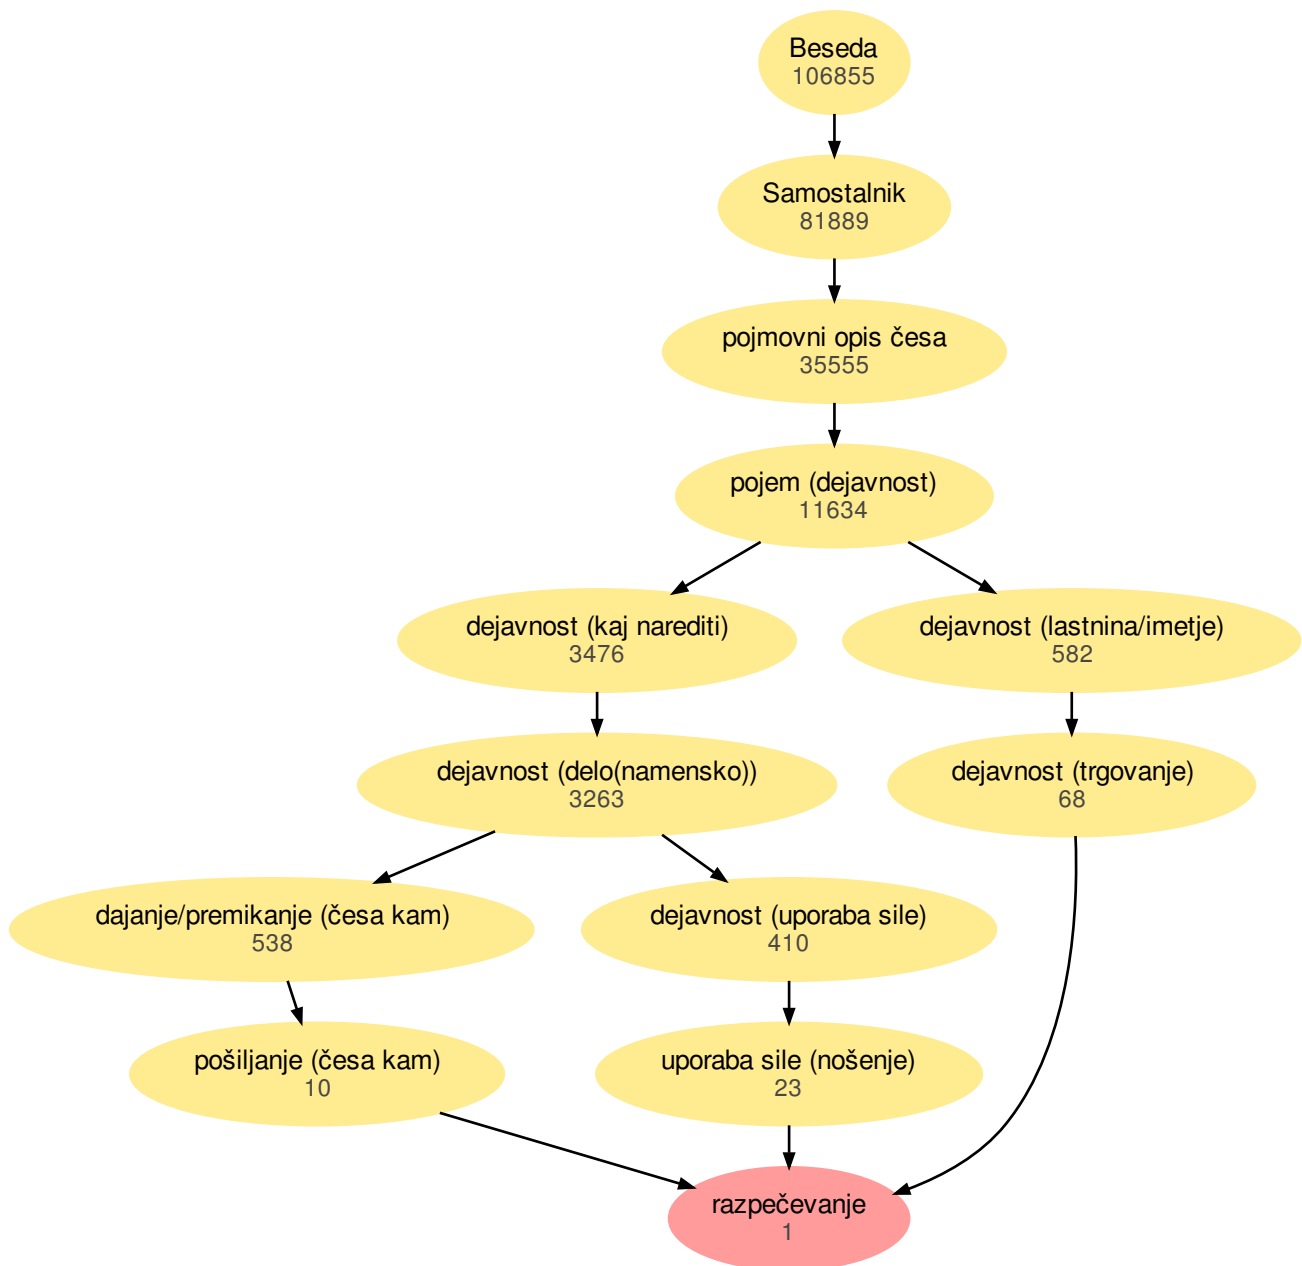 Beseda
106855
Samostalnik
81889
pojmovni opis česa
35555
pojem (dejavnost)
11634
dejavnost (kaj narediti)
3476
dejavnost (lastnina/imetje)
582
dejavnost (delo(namensko))
3263
dejavnost (trgovanje)
68
dajanje/premikanje (česa kam)
538
dejavnost (uporaba sile)
410
pošiljanje (česa kam)
10
uporaba sile (nošenje)
23
razpečevanje
1